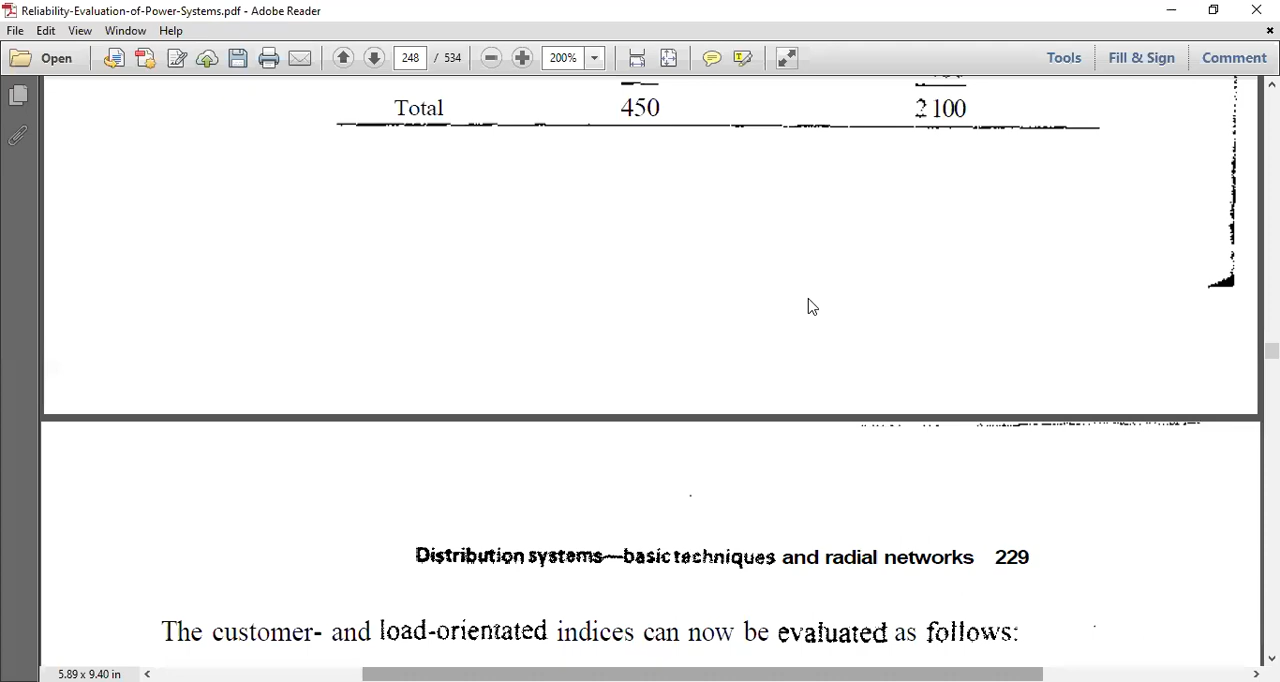 Reliability-Evaluation-of-Power-Systems.pdf - Adobe Reader
File Edit View Window Help
Open 248 / 534 200% Tools Fill & Sign Comment
Total 450 2100
Distribution systems—basic techniques and radial networks 229
The customer- and load-orientated indices can now be evaluated as follows:
5.89 x 9.40 in